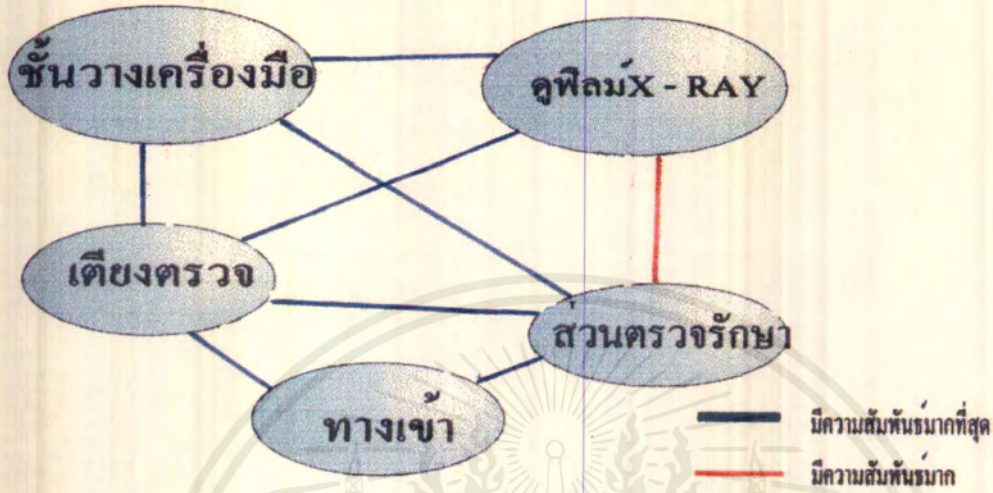 ชั้นวางเครื่องมือ
ดูฟิลม์X - RAY
เตียงตรวจ
ส่วนตรวจรักษา
ทางเข้า
มีความสัมพันธมากที่สุด
มีความสัมพันธมาก